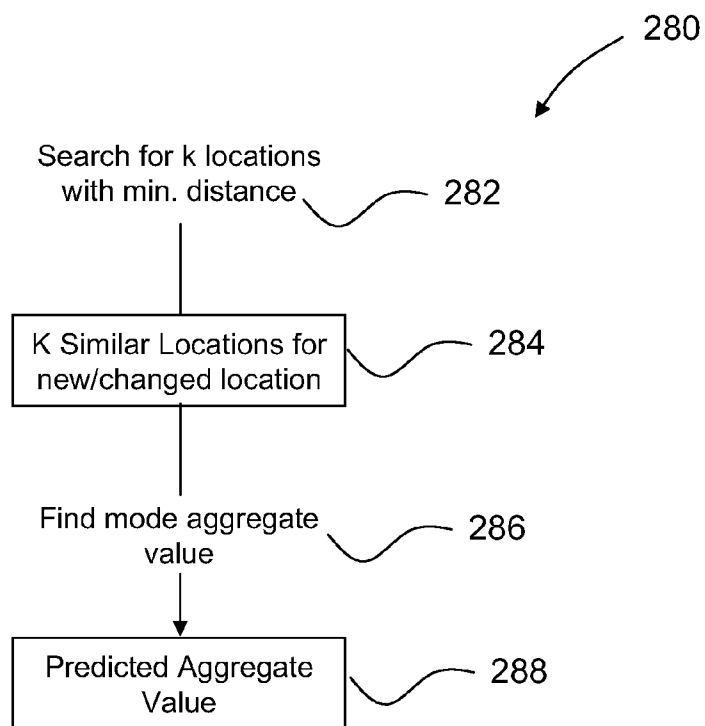 280
Search for k locations
with min. distance
282
K Similar Locations for
new/changed location
284
Find mode aggregate
value
286
Predicted Aggregate
Value
288